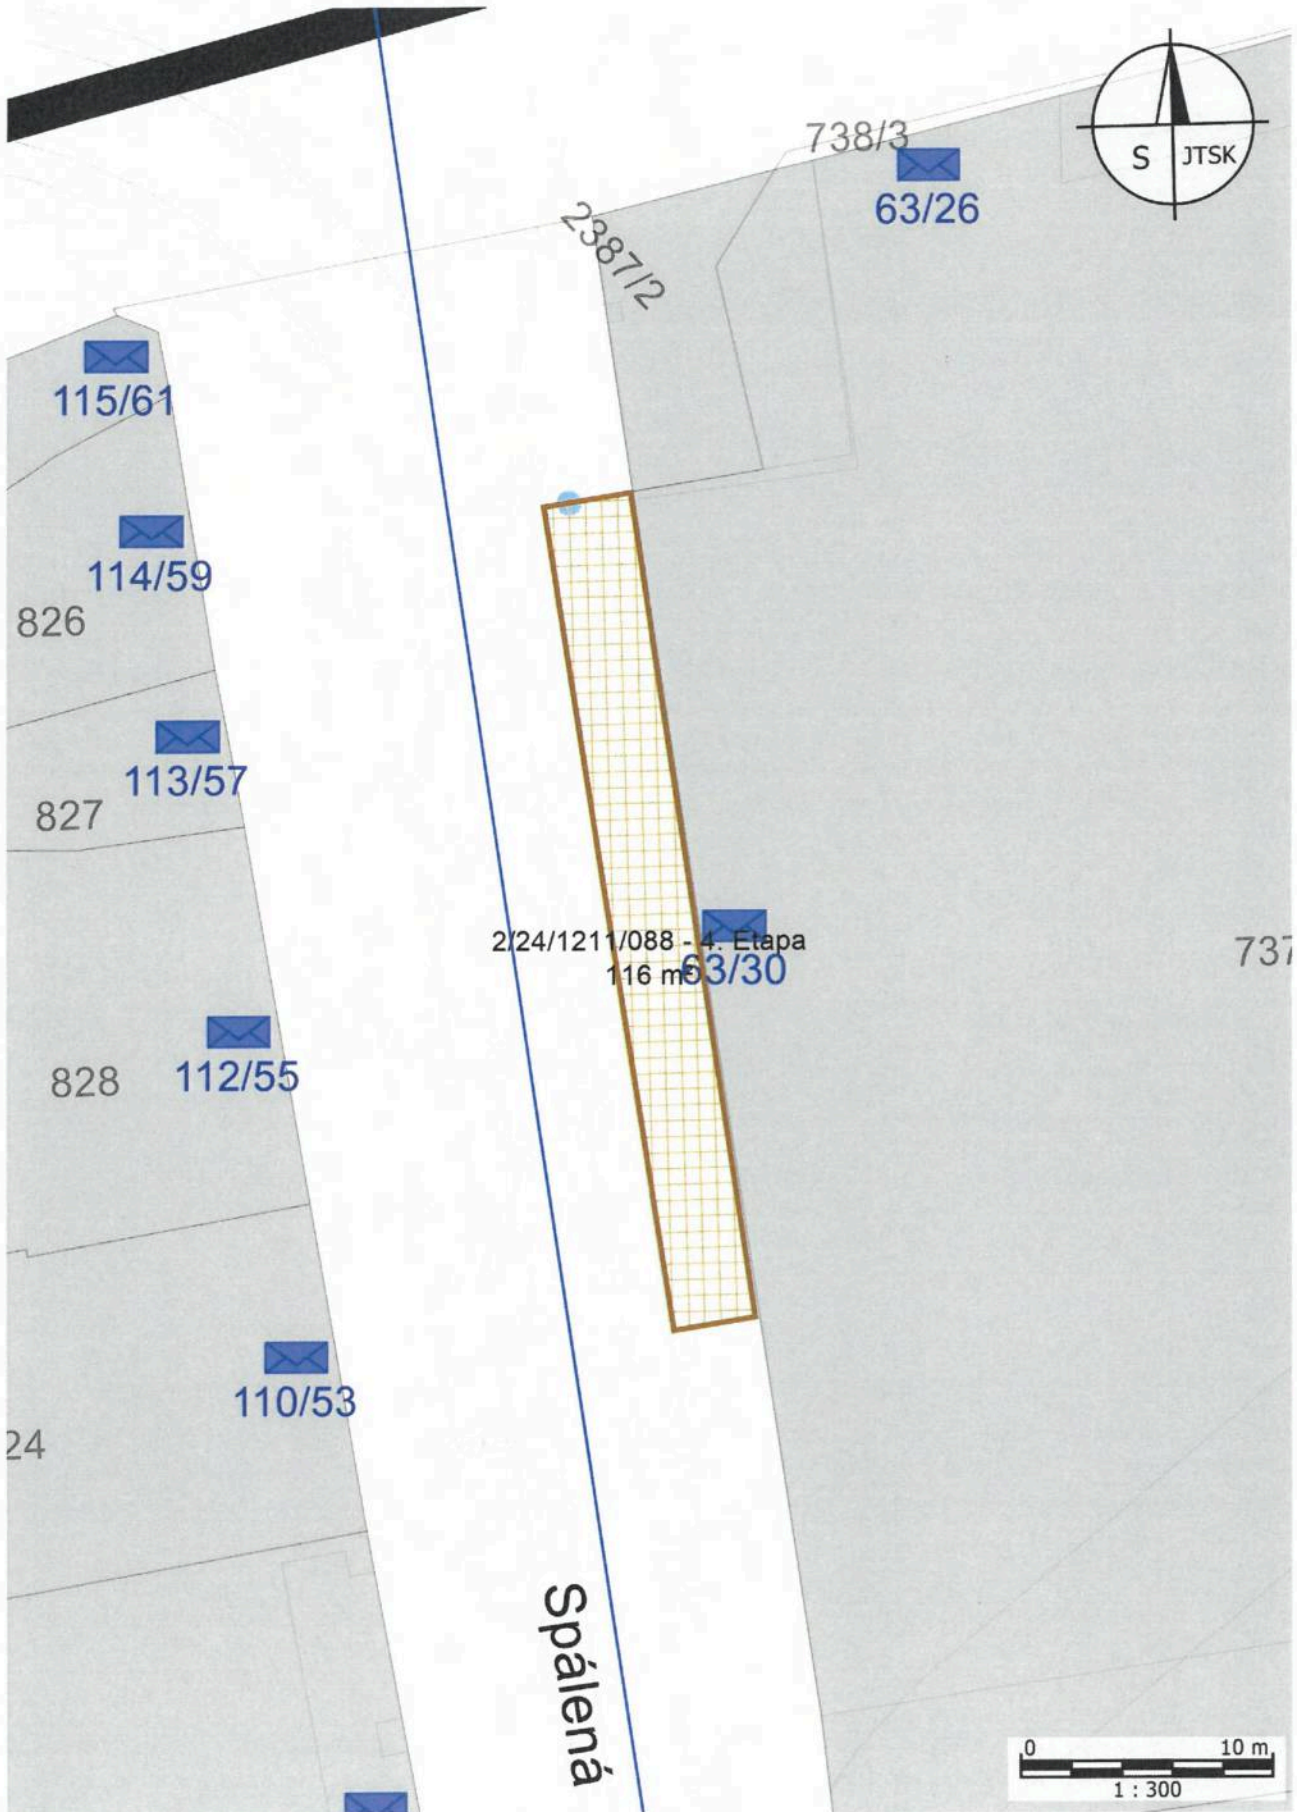 738/3
S JTSK
63/26
2387/2
115/61
114/59
826
113/57
827
2/24/1211/088 - 4. Etapa
116 m²
63/30
737
112/55
828
110/53
24
Spálená
0 10 m
1 : 300